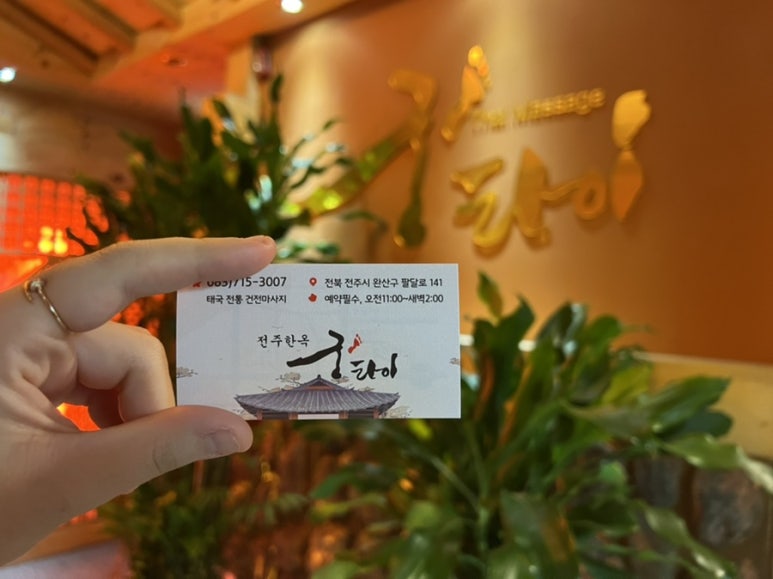 Thai Massage
타이
063)715-3007
태국 전통 건전마사지
전북 전주시 완산구 팔달로 141
예약필수, 오전11:00~새벽2:00
전주한옥
궁타이